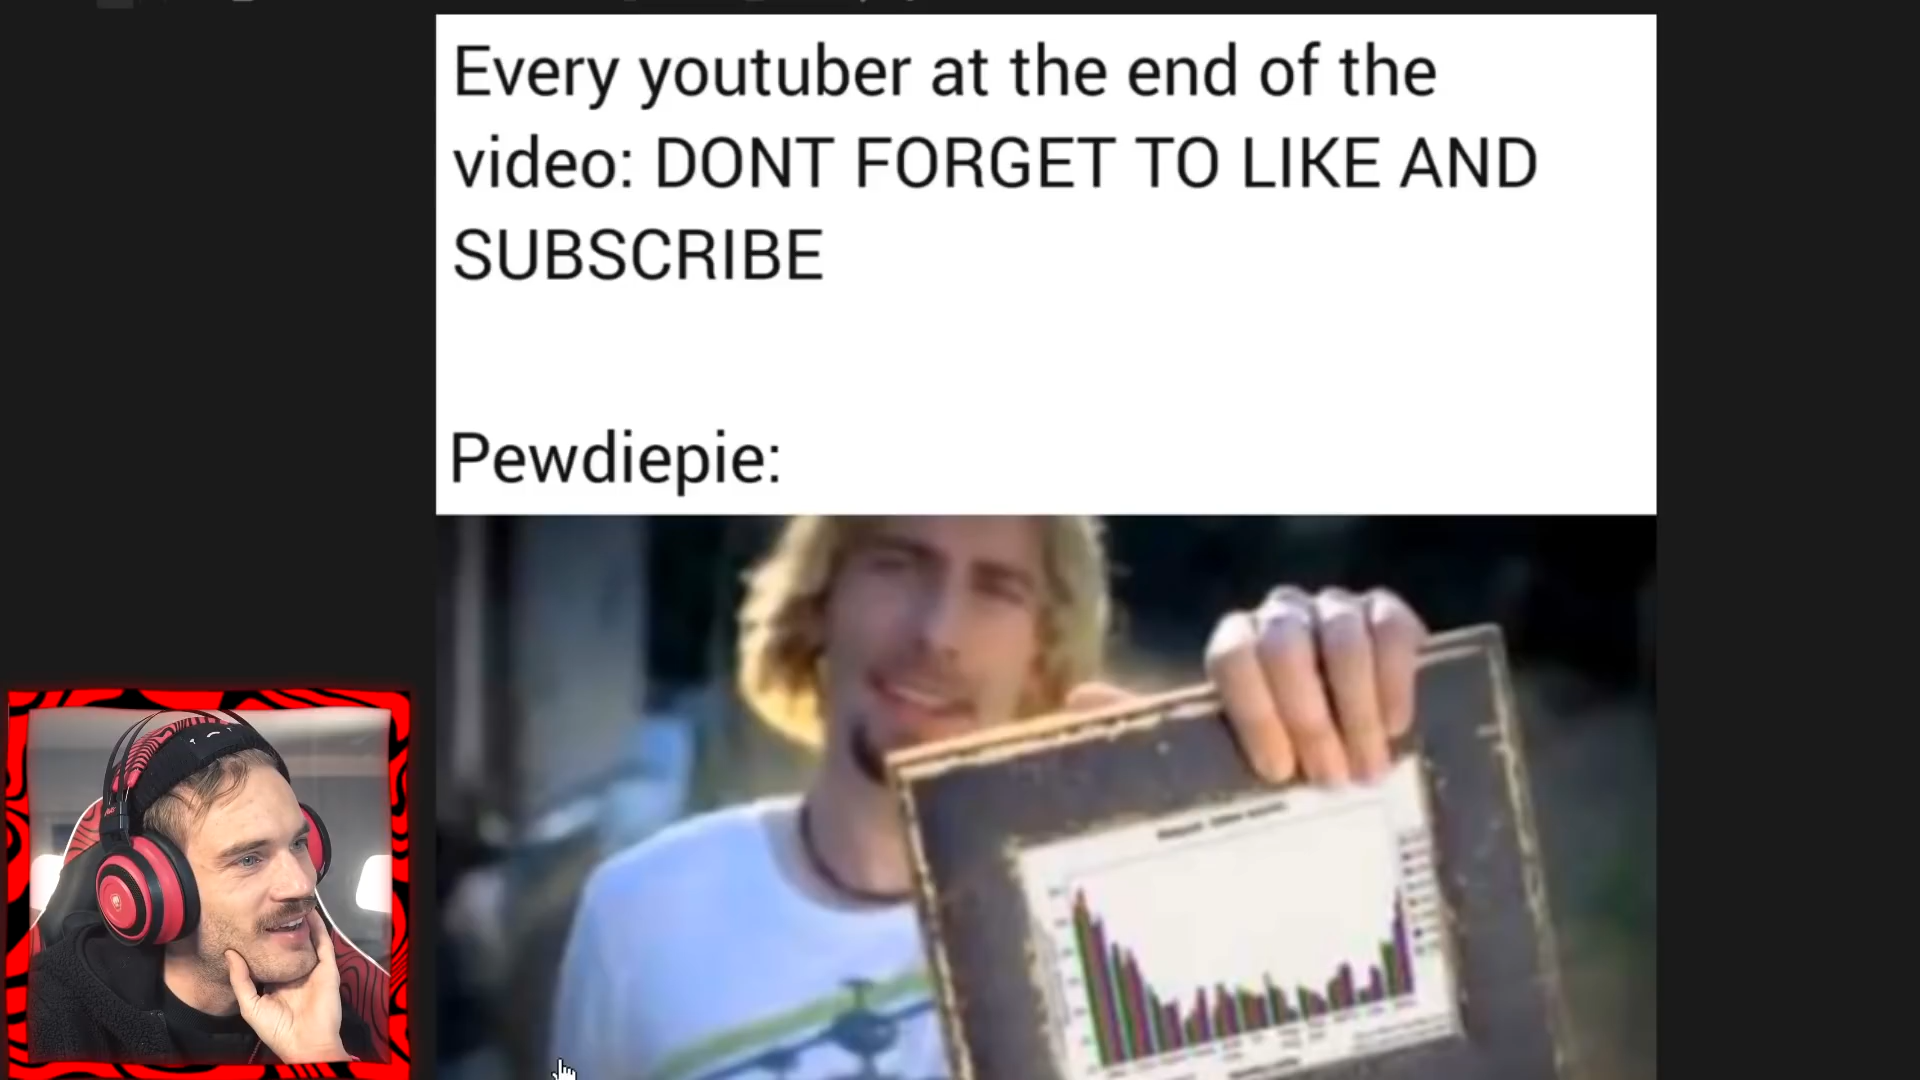 Every youtuber at the end of the
video: DONT FORGET TO LIKE AND
SUBSCRIBE
Pewdiepie: